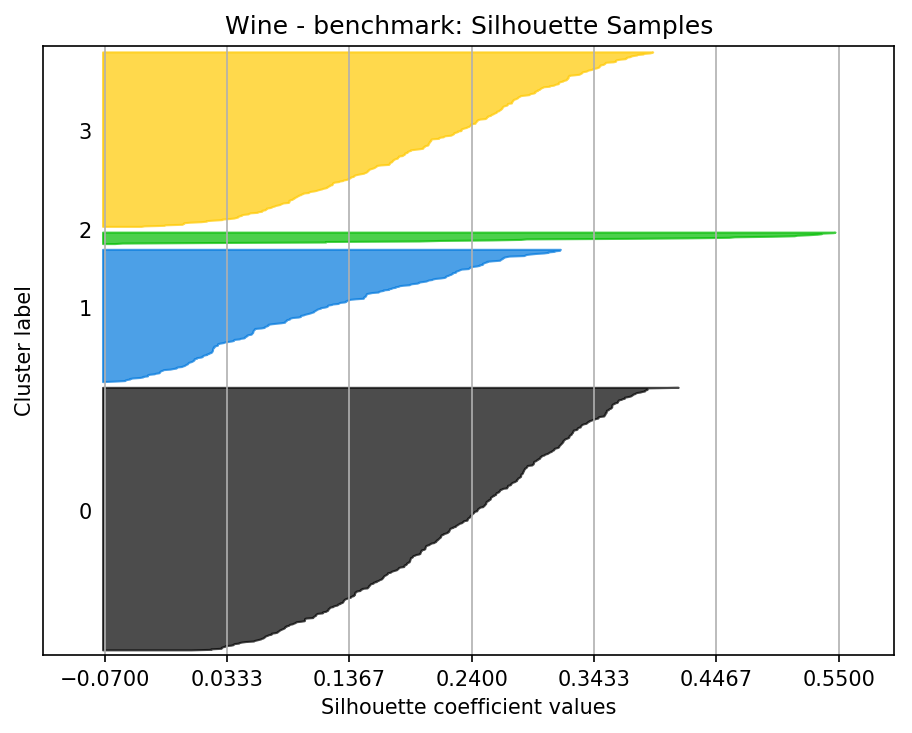 Wine - benchmark: Silhouette Samples
3
2
1
0
Cluster label
−0.0700 0.0333 0.1367 0.2400 0.3433 0.4467 0.5500
Silhouette coefficient values